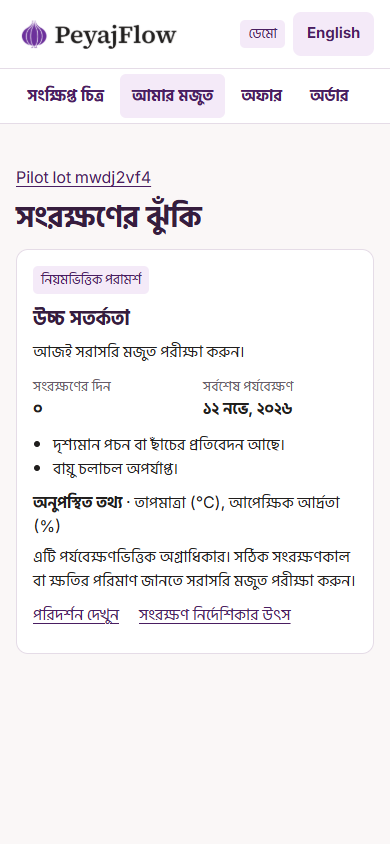 PeyajFlow
ডেমো
English
সংক্ষিপ্ত চিত্র
আমার মজুত
অফার
অর্ডার
Pilot lot mwdj2vf4
সংরক্ষণের ঝুঁকি
নিয়মভিত্তিক পরামর্শ
উচ্চ সতর্কতা
আজই সরাসরি মজুত পরীক্ষা করুন।
সংরক্ষণের দিন
০
সর্বশেষ পর্যবেক্ষণ
১২ নভে, ২০২৬
• দৃশ্যমান পচন বা ছাঁচের প্রতিবেদন আছে।
• বায়ু চলাচল অপর্যাপ্ত।
অনুপস্থিত তথ্য · তাপমাত্রা (°C), আপেক্ষিক আর্দ্রতা
(%)
এটি পর্যবেক্ষণভিত্তিক অগ্রাধিকার। সঠিক সংরক্ষণকাল
বা ক্ষতির পরিমাণ জানতে সরাসরি মজুত পরীক্ষা করুন।
পরিদর্শন দেখুন
সংরক্ষণ নির্দেশিকার উৎস